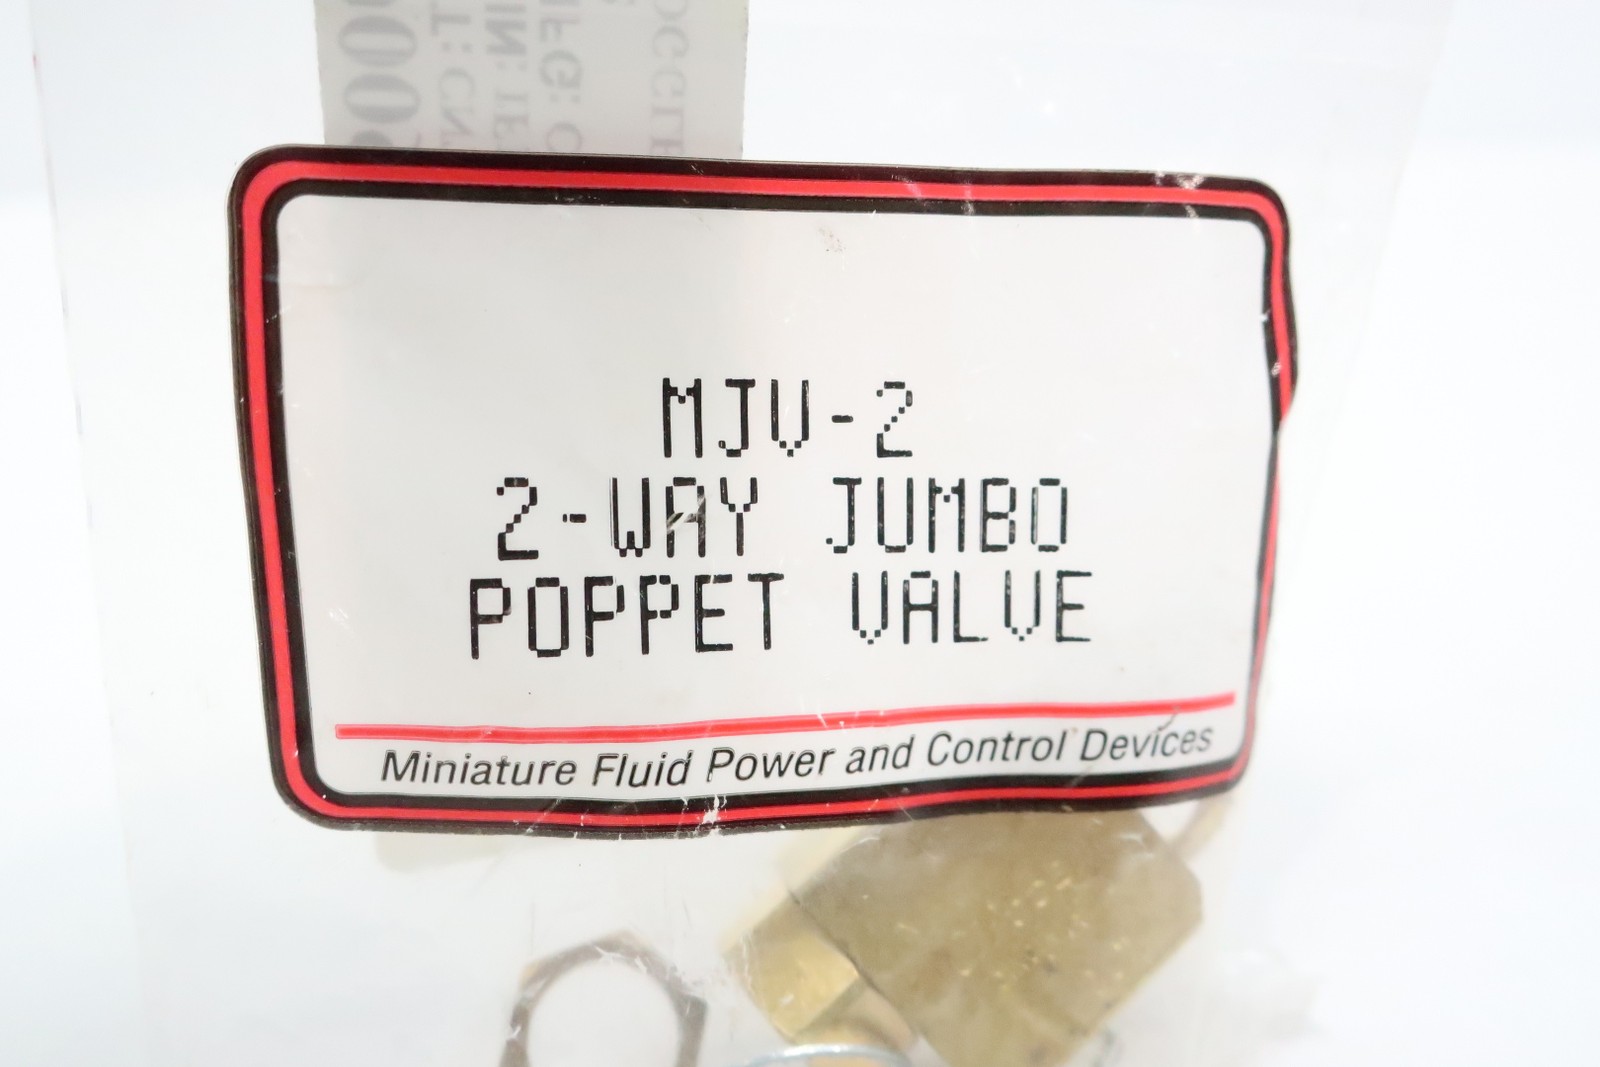 MJV-2
2-WAY JUMBO
POPPET VALVE
Miniature Fluid Power and Control Devices